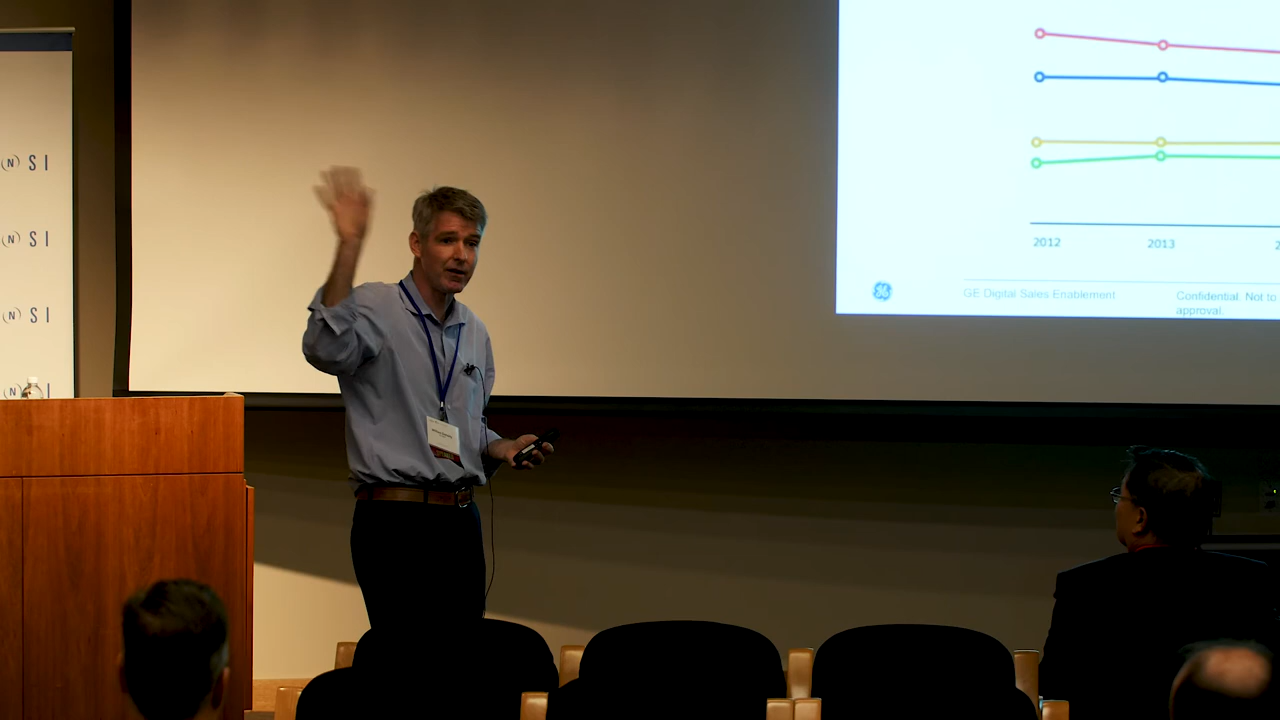 N SI
N SI
N SI
N
2012 2013
GE Digital Sales Enablement
Confidential. Not to
approval.